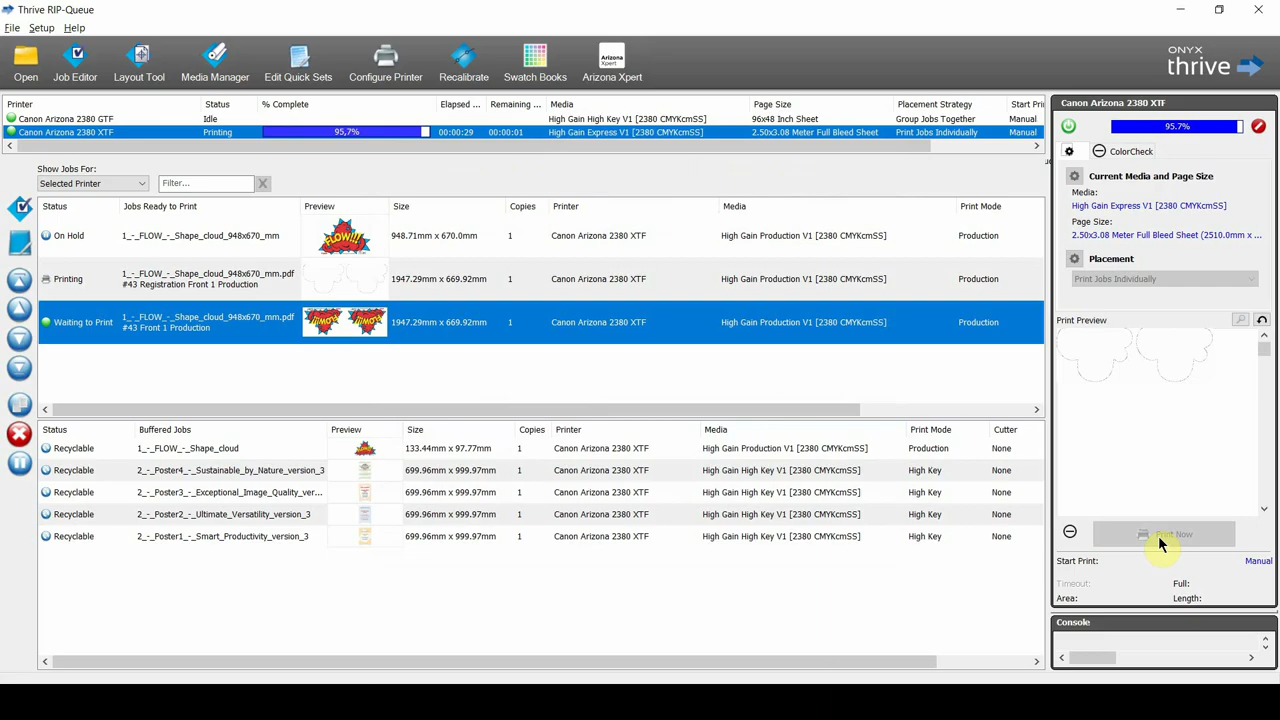 Thrive RIP-Queue
File Setup Help
Open Job Editor Layout Tool Media Manager Edit Quick Sets Configure Printer Recalibrate Swatch Books Arizona Xpert
ONYX
thrive
Printer Status % Complete Elapsed ... Remaining ... Media Page Size Placement Strategy Start Pri
Canon Arizona 2380 GTF Idle High Gain High Key V1 [2380 CMYKcmSS] 96x48 Inch Sheet Group Jobs Together Manual
Canon Arizona 2380 XTF Printing 95,7% 00:00:29 00:00:01 High Gain Express V1 [2380 CMYKcmSS] 2.50x3.08 Meter Full Bleed Sheet Print Jobs Individually Manual
Show Jobs For:
Selected Printer Filter...
Status Jobs Ready to Print Preview Size Copies Printer Media Print Mode
On Hold 1_-_FLOW_-_Shape_cloud_948x670_mm FLOW!!! 948.71mm x 670.0mm 1 Canon Arizona 2380 XTF High Gain Production V1 [2380 CMYKcmSS] Production
Printing 1_-_FLOW_-_Shape_cloud_948x670_mm.pdf
#43 Registration Front 1 Production 1947.29mm x 669.92mm 1 Canon Arizona 2380 XTF High Gain Production V1 [2380 CMYKcmSS] Production
Waiting to Print 1_-_FLOW_-_Shape_cloud_948x670_mm.pdf
#43 Front 1 Production 1947.29mm x 669.92mm 1 Canon Arizona 2380 XTF High Gain Production V1 [2380 CMYKcmSS] Production
Status Buffered Jobs Preview Size Copies Printer Media Print Mode Cutter
Recyclable 1_-_FLOW_-_Shape_cloud 133.44mm x 97.77mm 1 Canon Arizona 2380 XTF High Gain Production V1 [2380 CMYKcmSS] Production None
Recyclable 2_-_Poster4_-_Sustainable_by_Nature_version_3 699.96mm x 999.97mm 1 Canon Arizona 2380 XTF High Gain High Key V1 [2380 CMYKcmSS] High Key None
Recyclable 2_-_Poster3_-_Exceptional_Image_Quality_ver... 699.96mm x 999.97mm 1 Canon Arizona 2380 XTF High Gain High Key V1 [2380 CMYKcmSS] High Key None
Recyclable 2_-_Poster2_-_Ultimate_Versatility_version_3 699.96mm x 999.97mm 1 Canon Arizona 2380 XTF High Gain High Key V1 [2380 CMYKcmSS] High Key None
Recyclable 2_-_Poster1_-_Smart_Productivity_version_3 699.96mm x 999.97mm 1 Canon Arizona 2380 XTF High Gain High Key V1 [2380 CMYKcmSS] High Key None
Canon Arizona 2380 XTF
95.7%
ColorCheck
Current Media and Page Size
Media:
High Gain Express V1 [2380 CMYKcmSS]
Page Size:
2.50x3.08 Meter Full Bleed Sheet (2510.0mm x ...
Placement
Print Jobs Individually
Print Preview
Print Now
Start Print: Manual
Timeout: Full:
Area: Length:
Console